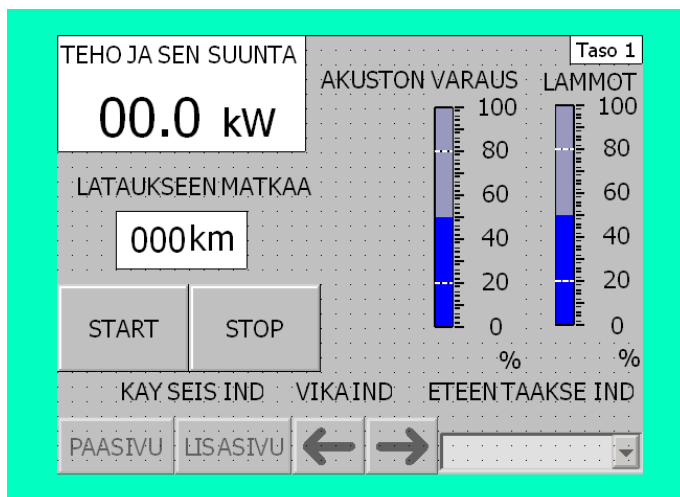 TEHO JA SEN SUUNTA
00.0 kW
Taso 1
AKUSTON VARAUS
LAMMOT
100
80
60
40
20
0
%
100
80
60
40
20
0
%
LATAUKSEEN MATKAA
000km
START
STOP
KAY SEIS IND
VIKA IND
ETEEN TAAKSE IND
PAASIVU
LISASIVU